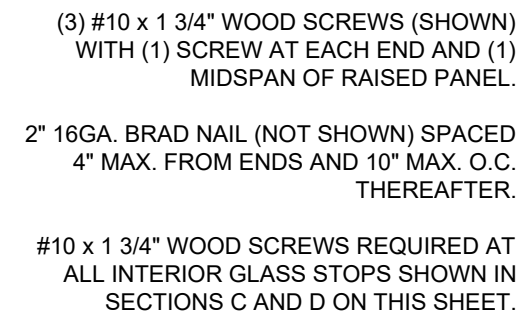 (3) #10 x 1 3/4" WOOD SCREWS (SHOWN)
WITH (1) SCREW AT EACH END AND (1)
MIDSPAN OF RAISED PANEL.
2" 16GA. BRAD NAIL (NOT SHOWN) SPACED
4" MAX. FROM ENDS AND 10" MAX. O.C.
THEREAFTER.
#10 x 1 3/4" WOOD SCREWS REQUIRED AT
ALL INTERIOR GLASS STOPS SHOWN IN
SECTIONS C AND D ON THIS SHEET.